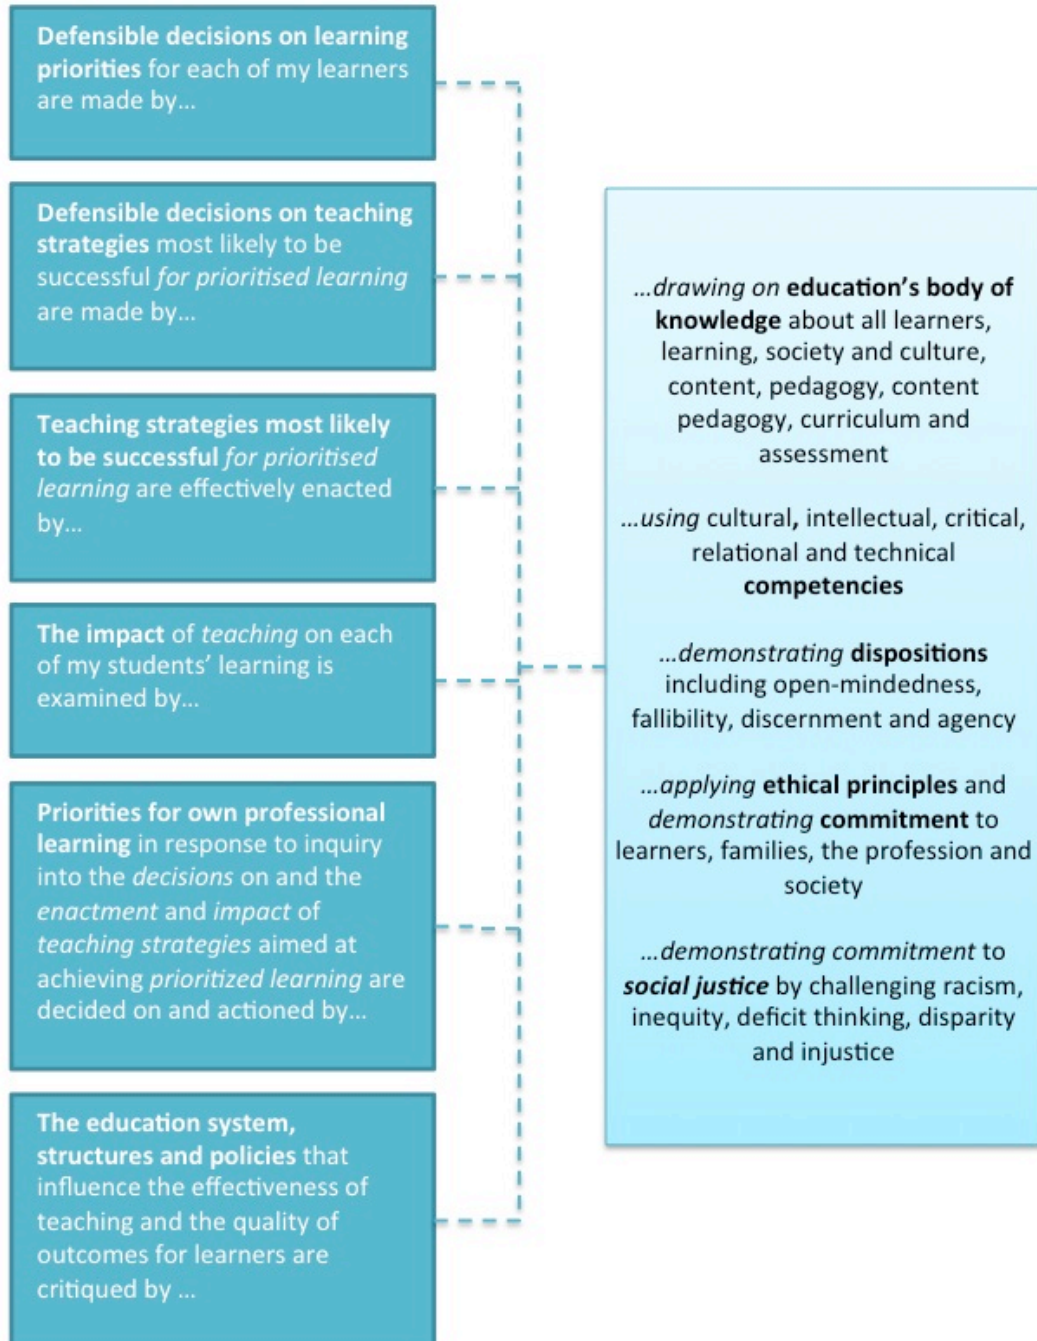 Defensible decisions on learning
priorities for each of my learners
are made by…
Defensible decisions on teaching
strategies most likely to be
successful for prioritised learning
are made by…
Teaching strategies most likely
to be successful for prioritised
learning are effectively enacted
by…
The impact of teaching on each
of my students’ learning is
examined by…
Priorities for own professional
learning in response to inquiry
into the decisions on and the
enactment and impact of
teaching strategies aimed at
achieving prioritized learning are
decided on and actioned by…
The education system,
structures and policies that
influence the effectiveness of
teaching and the quality of
outcomes for learners are
critiqued by …
…drawing on education’s body of
knowledge about all learners,
learning, society and culture,
content, pedagogy, content
pedagogy, curriculum and
assessment
…using cultural, intellectual, critical,
relational and technical
competencies
…demonstrating dispositions
including open-mindedness,
fallibility, discernment and agency
…applying ethical principles and
demonstrating commitment to
learners, families, the profession and
society
…demonstrating commitment to
social justice by challenging racism,
inequity, deficit thinking, disparity
and injustice